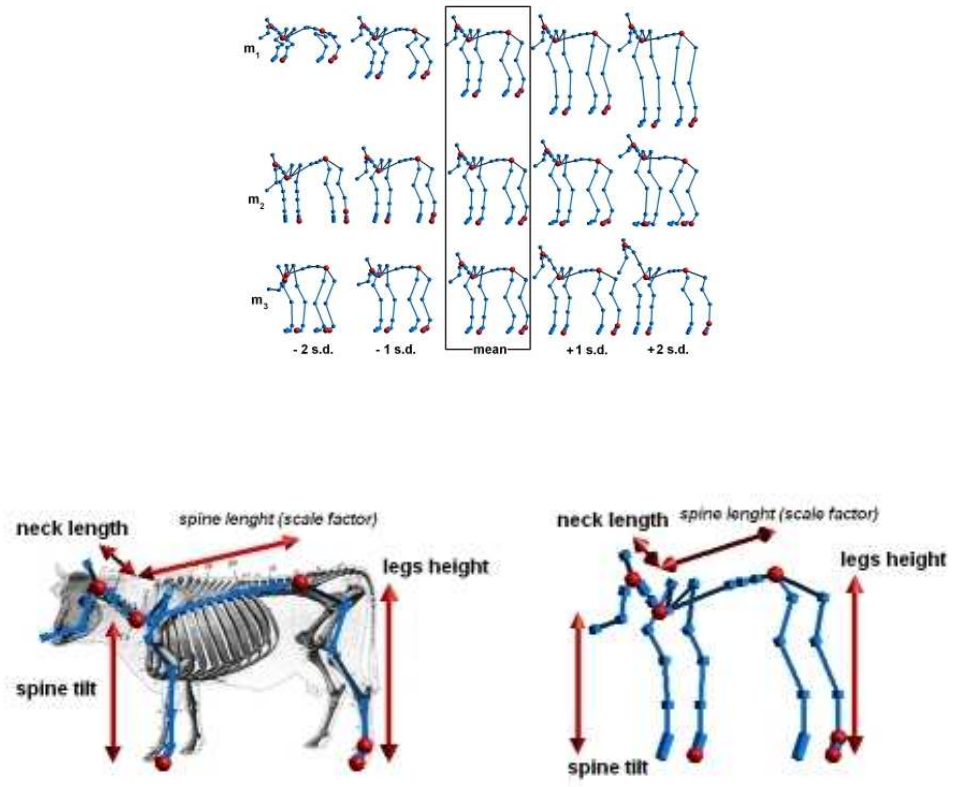 m1
m2
m3
- 2 s.d. - 1 s.d. mean +1 s.d. +2 s.d.
neck length spine lenght (scale factor)
legs height
spine tilt
neck length spine lenght (scale factor)
legs height
spine tilt